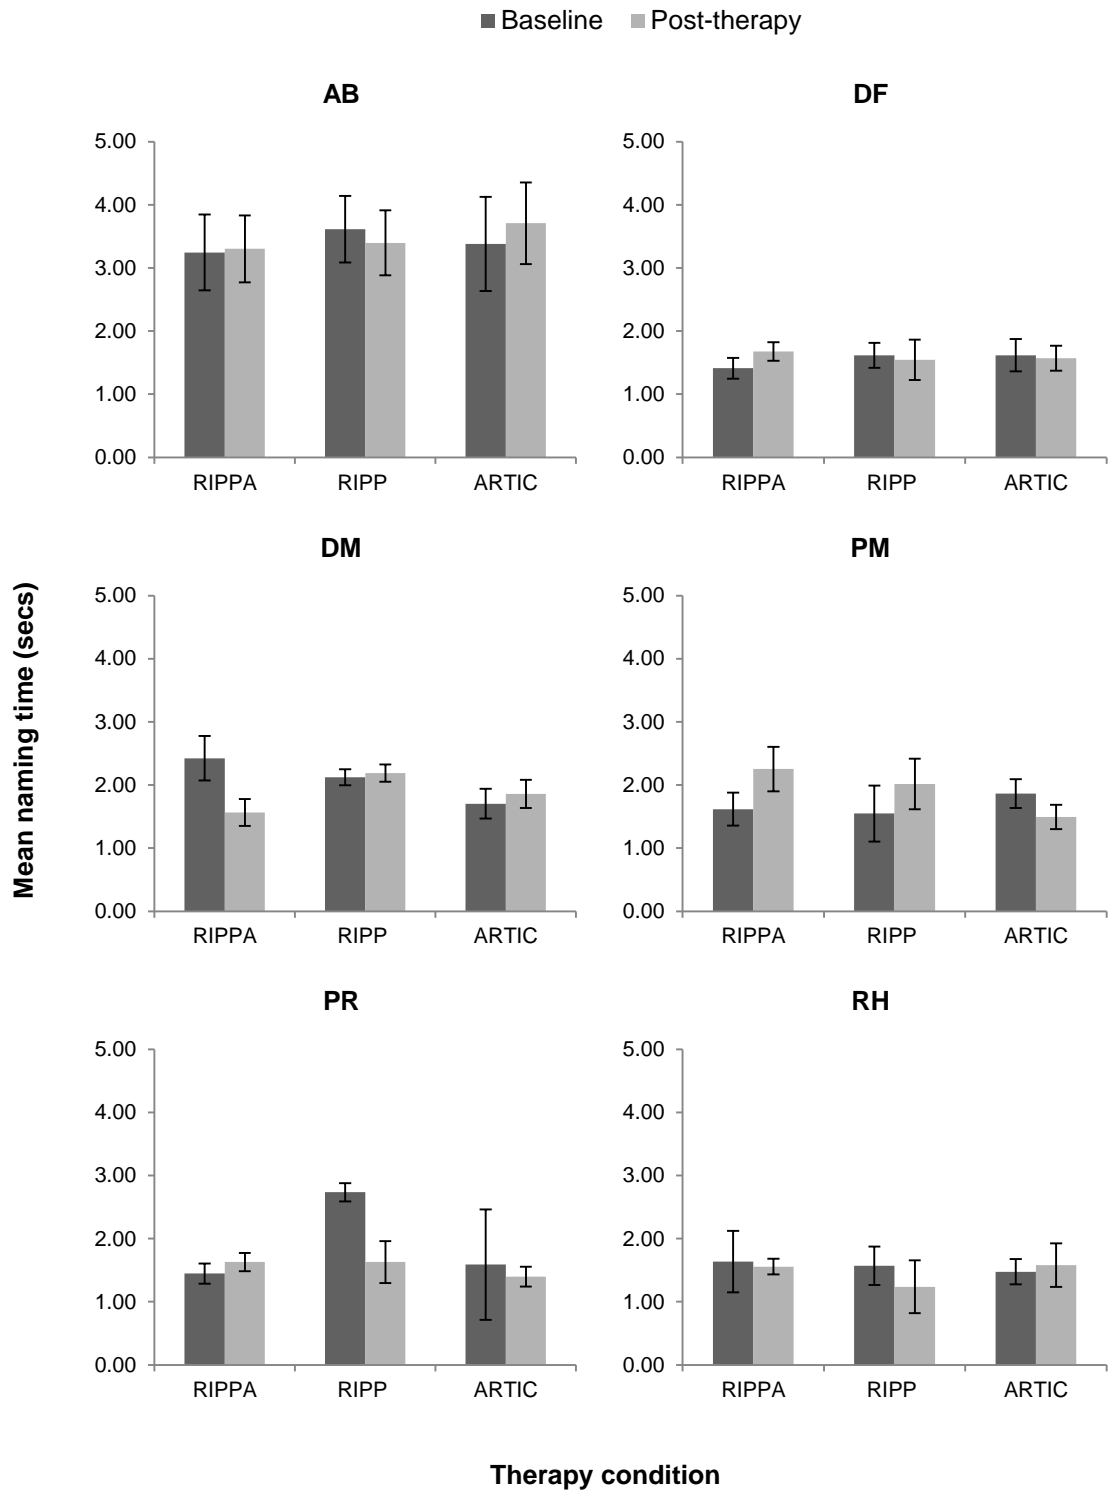 Baseline Post-therapy
AB
5.00
4.00
3.00
2.00
1.00
0.00
RIPPA RIPP ARTIC
DF
5.00
4.00
3.00
2.00
1.00
0.00
RIPPA RIPP ARTIC
Mean naming time (secs)
DM
5.00
4.00
3.00
2.00
1.00
0.00
RIPPA RIPP ARTIC
PM
5.00
4.00
3.00
2.00
1.00
0.00
RIPPA RIPP ARTIC
PR
5.00
4.00
3.00
2.00
1.00
0.00
RIPPA RIPP ARTIC
RH
5.00
4.00
3.00
2.00
1.00
0.00
RIPPA RIPP ARTIC
Therapy condition